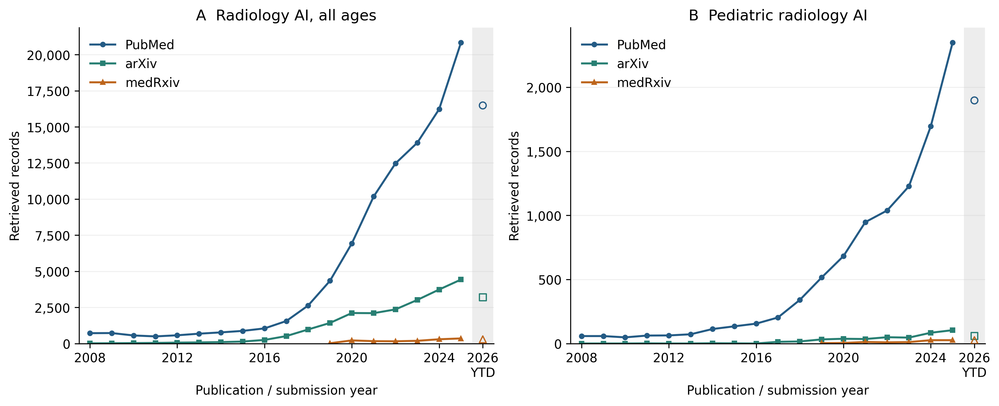 A  Radiology AI, all ages
PubMed
arXiv
medRxiv
Retrieved records
20,000
17,500
15,000
12,500
10,000
7,500
5,000
2,500
0
2008
2012
2016
2020
2024
2026
YTD
Publication / submission year
B  Pediatric radiology AI
PubMed
arXiv
medRxiv
Retrieved records
2,000
1,500
1,000
500
0
2008
2012
2016
2020
2024
2026
YTD
Publication / submission year